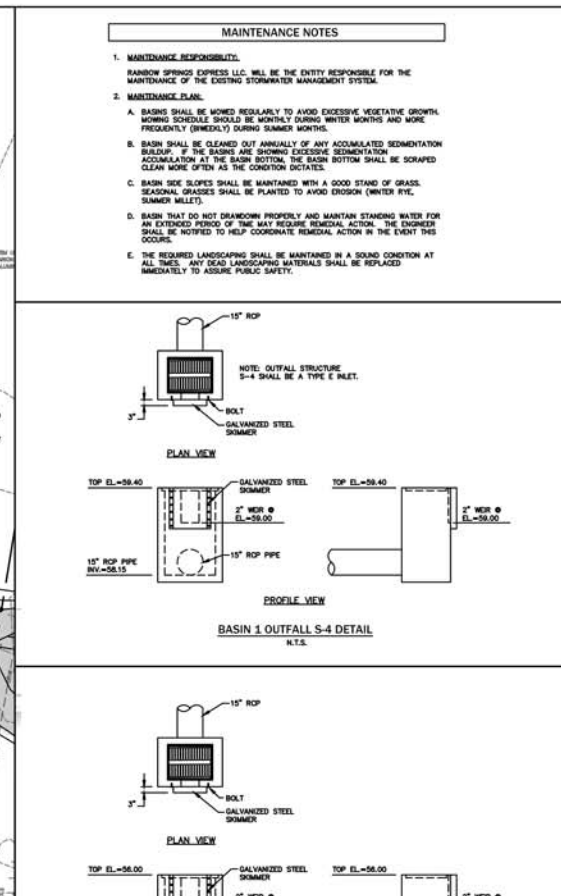 MAINTENANCE NOTES
1. MAINTENANCE RESPONSIBILITY:
RAINBOW SPRINGS EXPRESS LLC. WILL BE THE ENTITY RESPONSIBLE FOR THE
MAINTENANCE OF THE EXISTING STORMWATER MANAGEMENT SYSTEM.
2. MAINTENANCE PLAN:
A. BASINS SHALL BE MOWED REGULARLY TO AVOID EXCESSIVE VEGETATIVE GROWTH.
MOWING SCHEDULE SHOULD BE MONTHLY DURING WINTER MONTHS AND MORE
FREQUENTLY (BIWEEKLY) DURING SUMMER MONTHS.
B. BASIN SHALL BE CLEANED OUT ANNUALLY OF ANY ACCUMULATED SEDIMENTATION
BUILDUP. IF THE BASINS ARE SHOWING EXCESSIVE SEDIMENTATION
ACCUMULATION AT THE BASIN BOTTOM, THE BASIN BOTTOM SHALL BE SCRAPED
CLEAN MORE OFTEN AS THE CONDITION DICTATES.
C. BASIN SIDE SLOPES SHALL BE MAINTAINED WITH A GOOD STAND OF GRASS.
SEASONAL GRASSES SHALL BE PLANTED TO AVOID EROSION (WINTER RYE,
SUMMER MILLET).
D. BASIN THAT DO NOT DRAWDOWN PROPERLY AND MAINTAIN STANDING WATER FOR
AN EXTENDED PERIOD OF TIME MAY REQUIRE REMEDIAL ACTION. THE ENGINEER
SHALL BE NOTIFIED TO HELP COORDINATE REMEDIAL ACTION IN THE EVENT THIS
OCCURS.
E. THE REQUIRED LANDSCAPING SHALL BE MAINTAINED IN A SOUND CONDITION AT
ALL TIMES. ANY DEAD LANDSCAPING MATERIALS SHALL BE REPLACED
IMMEDIATELY TO ASSURE PUBLIC SAFETY.
15" RCP
NOTE: OUTFALL STRUCTURE
S-4 SHALL BE A TYPE E INLET.
3"
BOLT
GALVANIZED STEEL
SKIMMER
PLAN VIEW
TOP EL.=59.40
GALVANIZED STEEL
SKIMMER
2" WDR @
EL.=59.00
15" RCP PIPE
15" RCP PIPE
INV.=58.15
TOP EL.=59.40
2" WDR @
EL.=59.00
PROFILE VIEW
BASIN 1 OUTFALL S-4 DETAIL
N.T.S.
15" RCP
3"
BOLT
GALVANIZED STEEL
SKIMMER
PLAN VIEW
TOP EL.=56.00
GALVANIZED STEEL
SKIMMER
TOP EL.=56.00